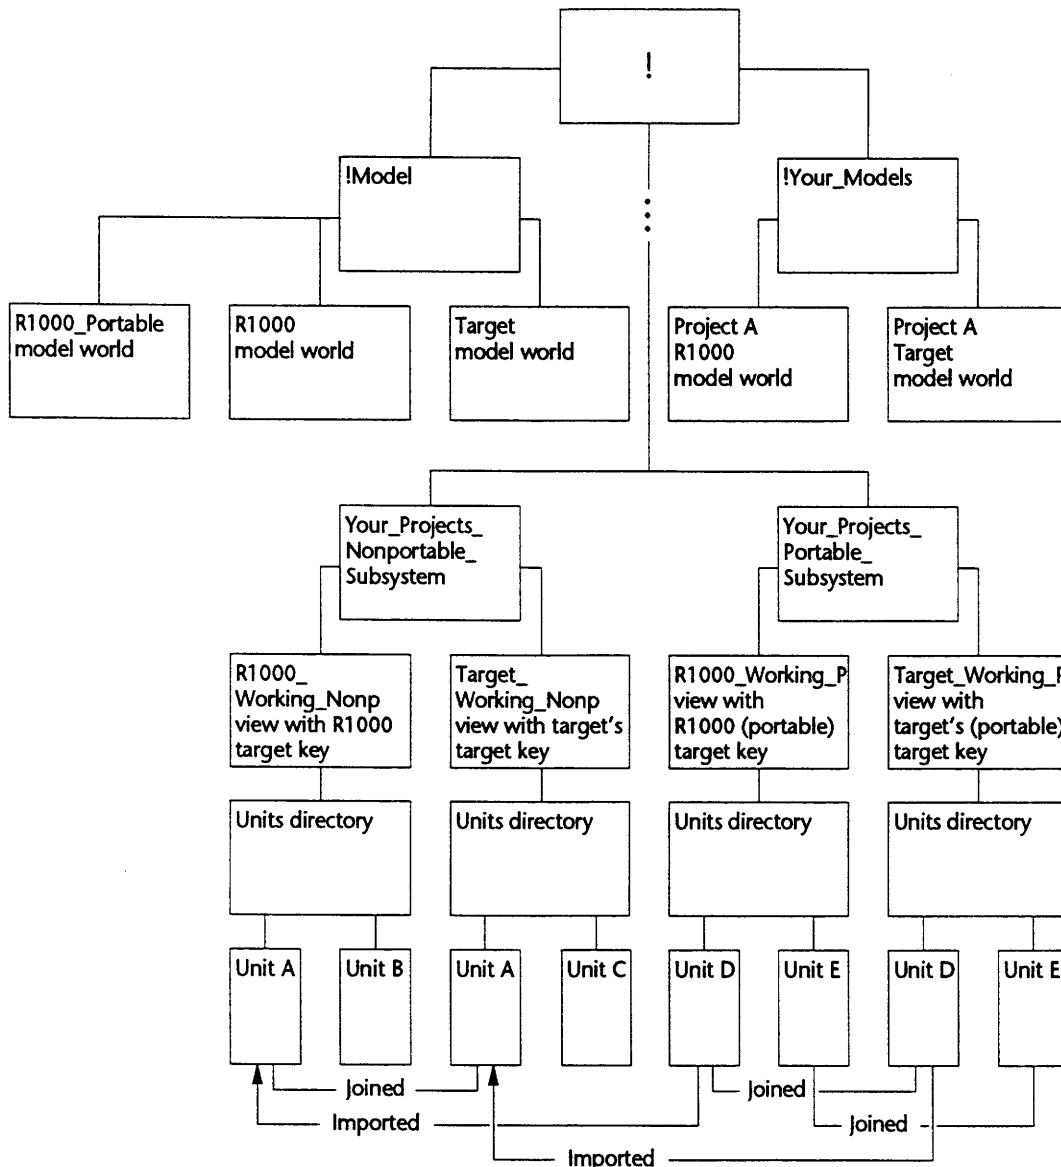 !
!Model
!Your_Models
R1000_Portable
model world
R1000
model world
Target
model world
Project A
R1000
model world
Project A
Target
model world
Your_Projects_
Nonportable_
Subsystem
Your_Projects_
Portable_
Subsystem
R1000_
Working_Nonp
view with R1000
target key
Target_
Working_Nonp
view with target's
target key
R1000_Working_P
view with
R1000 (portable)
target key
Target_Working_P
view with
target's (portable)
target key
Units directory
Units directory
Units directory
Units directory
Unit A
Unit B
Unit A
Unit C
Unit D
Unit E
Unit D
Unit E
Joined
Joined
Imported
Joined
Imported